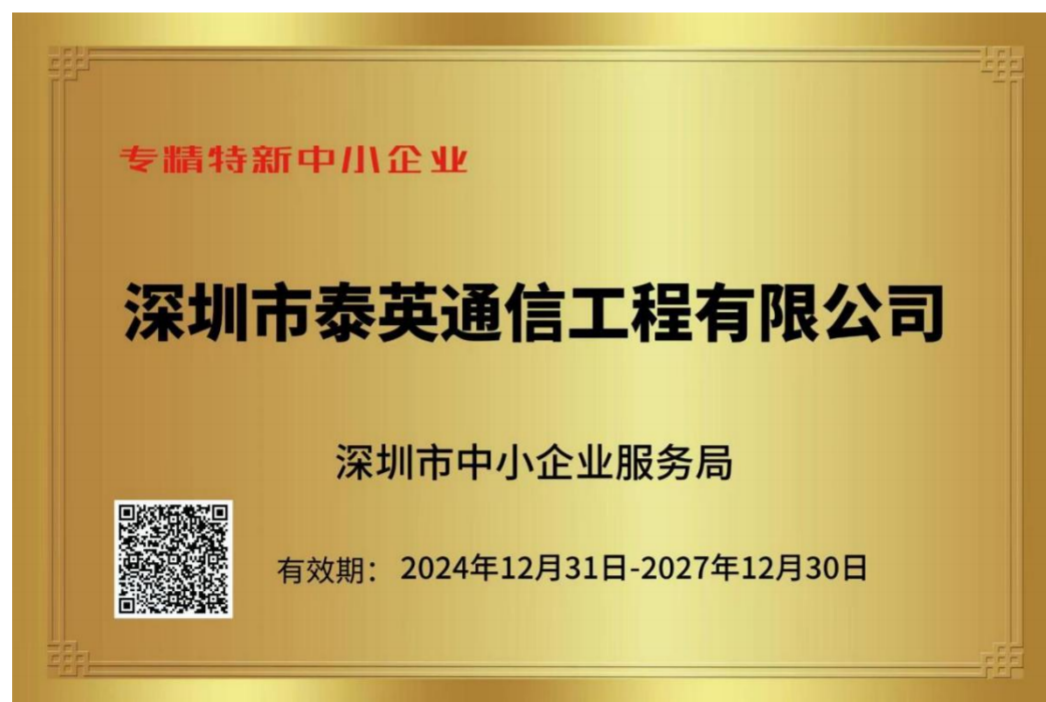 专精特新中小企业
深圳市泰英通信工程有限公司
深圳市中小企业服务局
有效期： 2024年12月31日-2027年12月30日